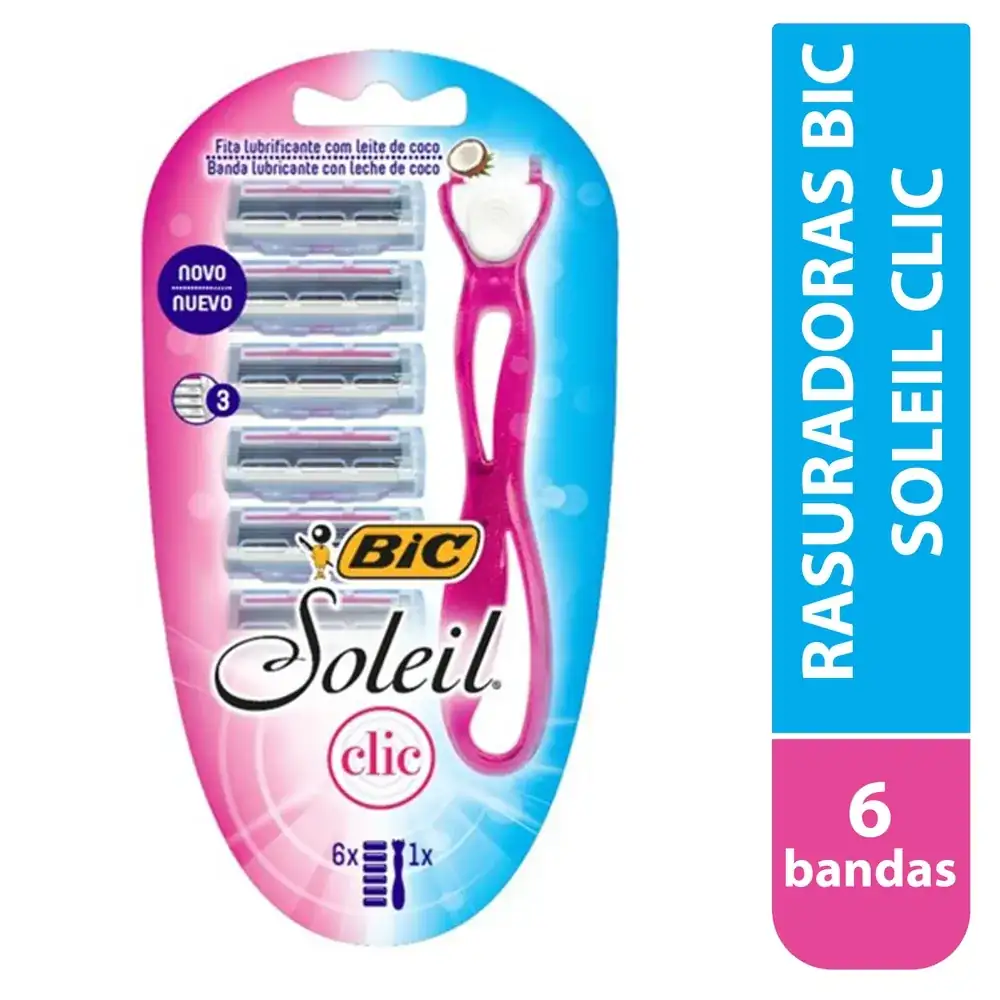 Fita lubrificante com leite de coco
Banda lubricante con leche de coco
NOVO
NUEVO
3
BiC
Soleil®
clic
6x 1x
RASURADORAS BIC
SOLEIL CLIC
6
bandas